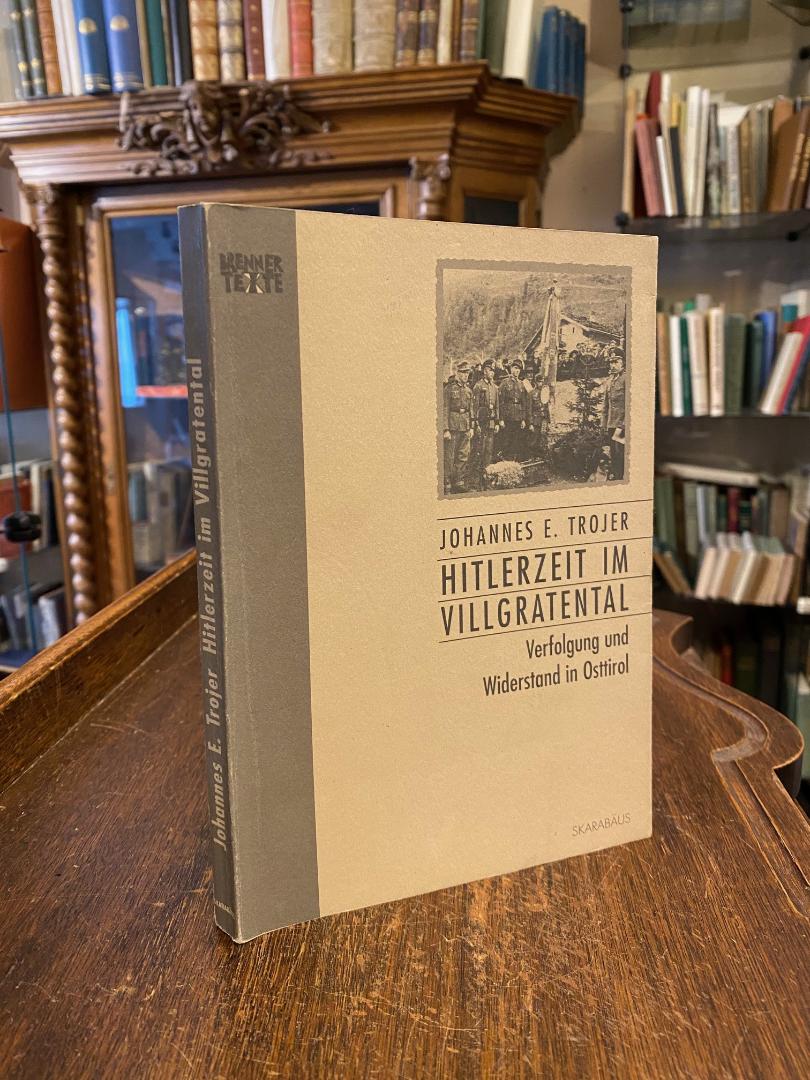 BRENNER
TEXTE
JOHANNES E. TROJER
HITLERZEIT IM
VILLGRATENTAL
Verfolgung und
Widerstand in Osttirol
SKARABÄUS
Johannes E. Trojer Hitlerzeit im Villgratental